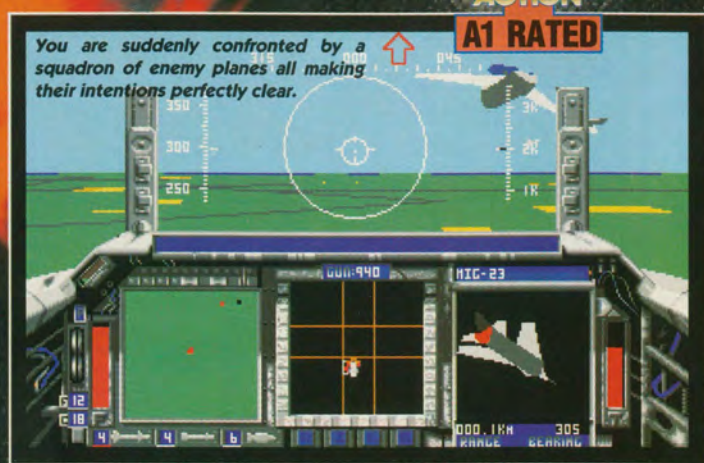 ACTION
A1 RATED
You are suddenly confronted by a
squadron of enemy planes all making
their intentions perfectly clear.
315 000 045
350
300
250
3K
2K
1K
GUN:940
MIG-23
G 12
C 18
4 4 6
000.1KM 305
RANGE BEARING